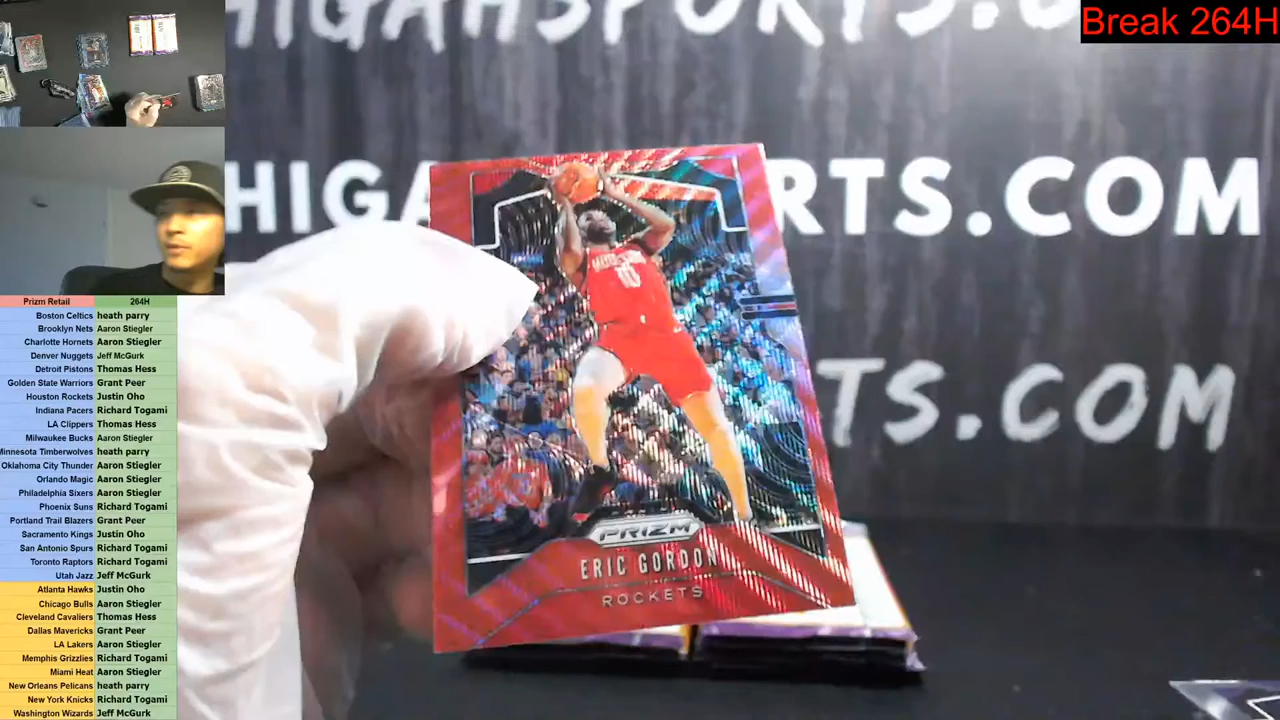 Break 264H
HIGAHSPORTS.
HIGA RTS.COM
TS.COM
PRIZM
ERIC GORDON
ROCKETS
10
Prizm Retail 264H
Boston Celtics heath parry
Brooklyn Nets Aaron Stiegler
Charlotte Hornets Aaron Stiegler
Denver Nuggets Jeff McGurk
Detroit Pistons Thomas Hess
Golden State Warriors Grant Peer
Houston Rockets Justin Oho
Indiana Pacers Richard Togami
LA Clippers Thomas Hess
Milwaukee Bucks Aaron Stiegler
Minnesota Timberwolves heath parry
Oklahoma City Thunder Aaron Stiegler
Orlando Magic Aaron Stiegler
Philadelphia Sixers Aaron Stiegler
Phoenix Suns Richard Togami
Portland Trail Blazers Grant Peer
Sacramento Kings Justin Oho
San Antonio Spurs Richard Togami
Toronto Raptors Richard Togami
Utah Jazz Jeff McGurk
Atlanta Hawks Justin Oho
Chicago Bulls Aaron Stiegler
Cleveland Cavaliers Thomas Hess
Dallas Mavericks Grant Peer
LA Lakers Aaron Stiegler
Memphis Grizzlies Richard Togami
Miami Heat Aaron Stiegler
New Orleans Pelicans heath parry
New York Knicks Richard Togami
Washington Wizards Jeff McGurk